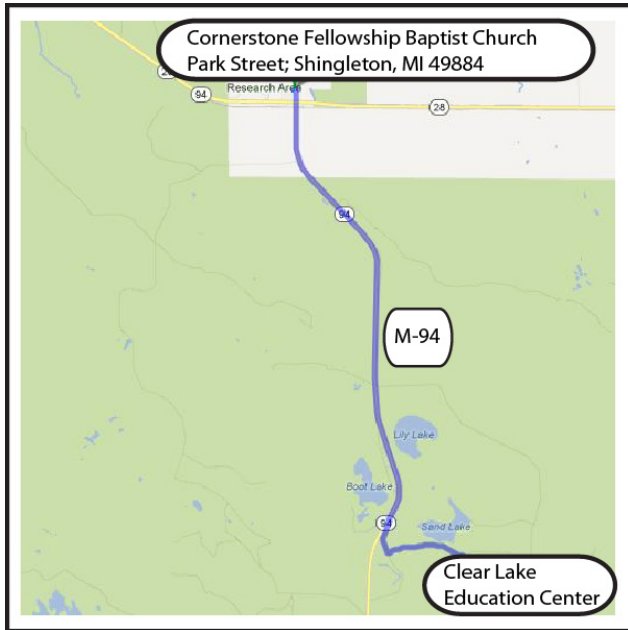 Cornerstone Fellowship Baptist Church
Park Street; Shingleton, MI 49884
28
Research Area
94
28
94
M-94
Lily Lake
Boot Lake
94
Sand Lake
Clear Lake
Education Center